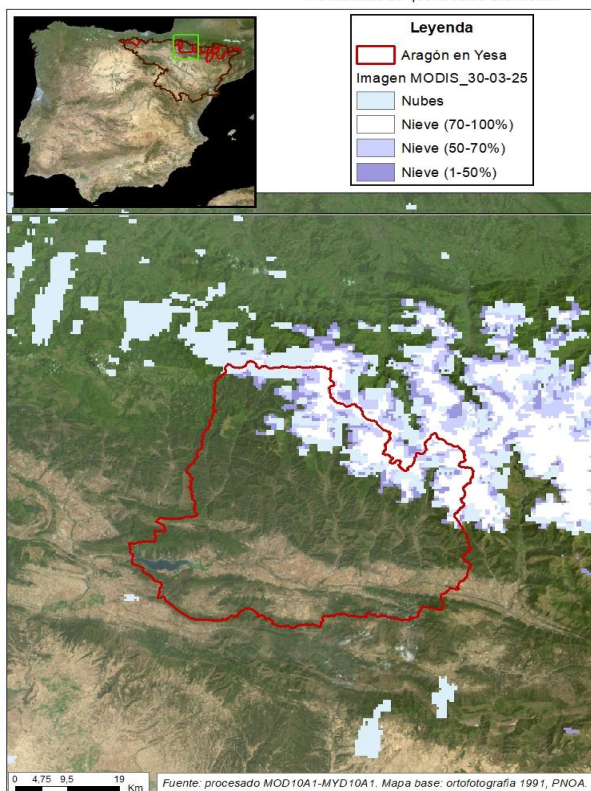 Leyenda
Aragón en Yesa
Imagen MODIS_30-03-25
Nubes
Nieve (70-100%)
Nieve (50-70%)
Nieve (1-50%)
0 4,75 9,5 19
Km
Fuente: procesado MOD10A1-MYD10A1. Mapa base: ortofotografia 1991, PNOA.